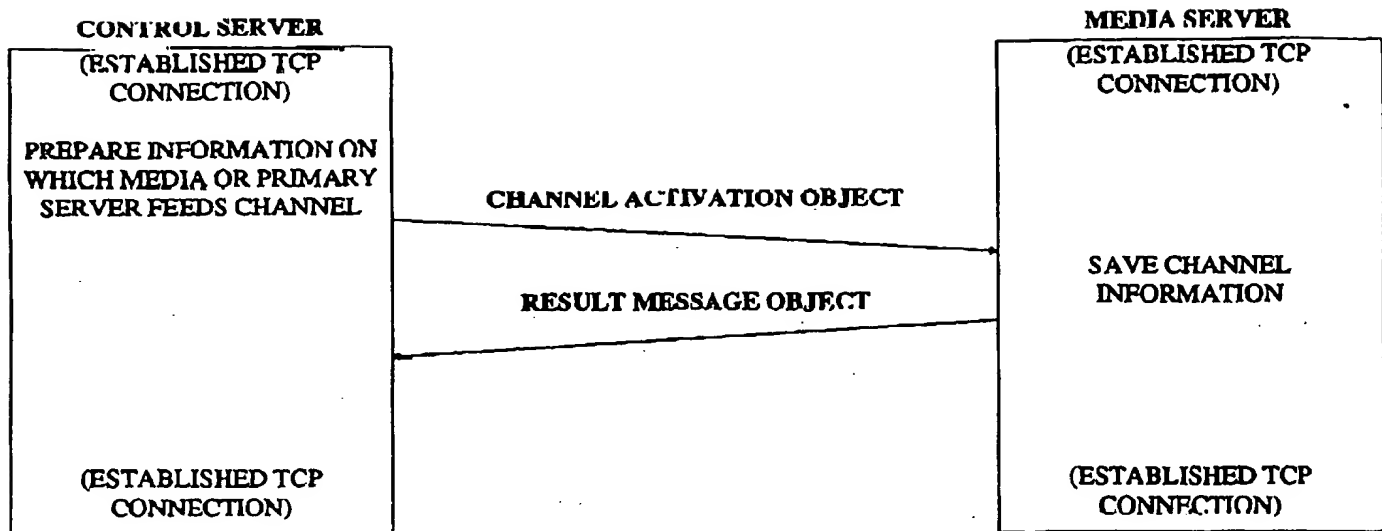 CONTROL SERVER
(ESTABLISHED TCP
CONNECTION)
PREPARE INFORMATION ON
WHICH MEDIA OR PRIMARY
SERVER FEEDS CHANNEL
(ESTABLISHED TCP
CONNECTION)
CHANNEL ACTIVATION OBJECT
RESULT MESSAGE OBJECT
MEDIA SERVER
(ESTABLISHED TCP
CONNECTION)
SAVE CHANNEL
INFORMATION
(ESTABLISHED TCP
CONNECTION)